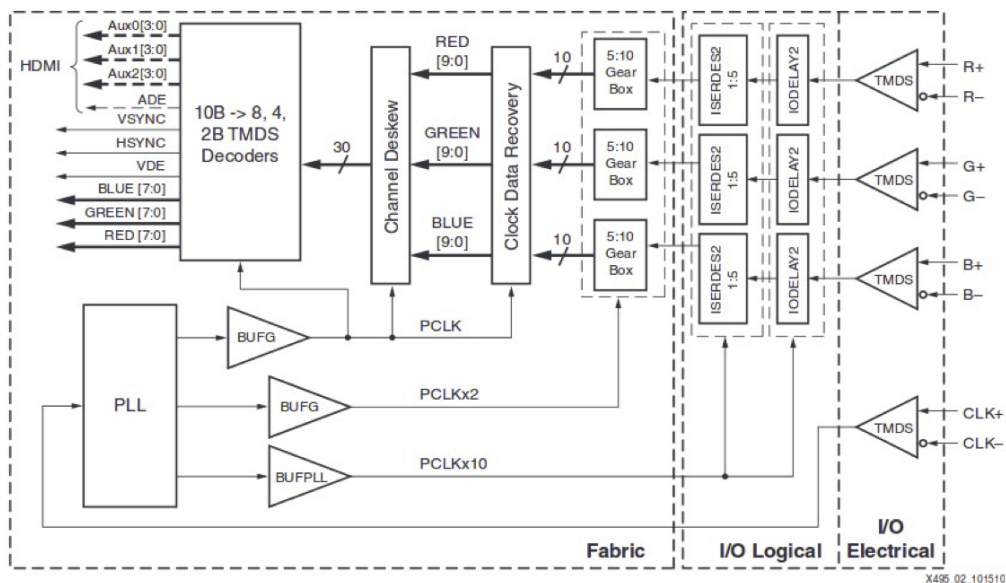 HDMI
Aux0[3:0]
Aux1[3:0]
Aux2[3:0]
ADE
VSYNC
HSYNC
VDE
BLUE [7:0]
GREEN [7:0]
RED [7:0]
10B -> 8, 4,
2B TMDS
Decoders
30
Channel Deskew
RED
[9:0]
GREEN
[9:0]
BLUE
[9:0]
Clock Data Recovery
10
10
10
5:10
Gear
Box
5:10
Gear
Box
5:10
Gear
Box
ISERDES2
1:5
ISERDES2
1:5
ISERDES2
1:5
IODELAY2
IODELAY2
IODELAY2
TMDS
R+
R–
TMDS
G+
G–
TMDS
B+
B–
PLL
BUFG
PCLK
BUFG
PCLKx2
BUFPLL
PCLKx10
TMDS
CLK+
CLK–
Fabric
I/O Logical
I/O
Electrical
X495_02_101510